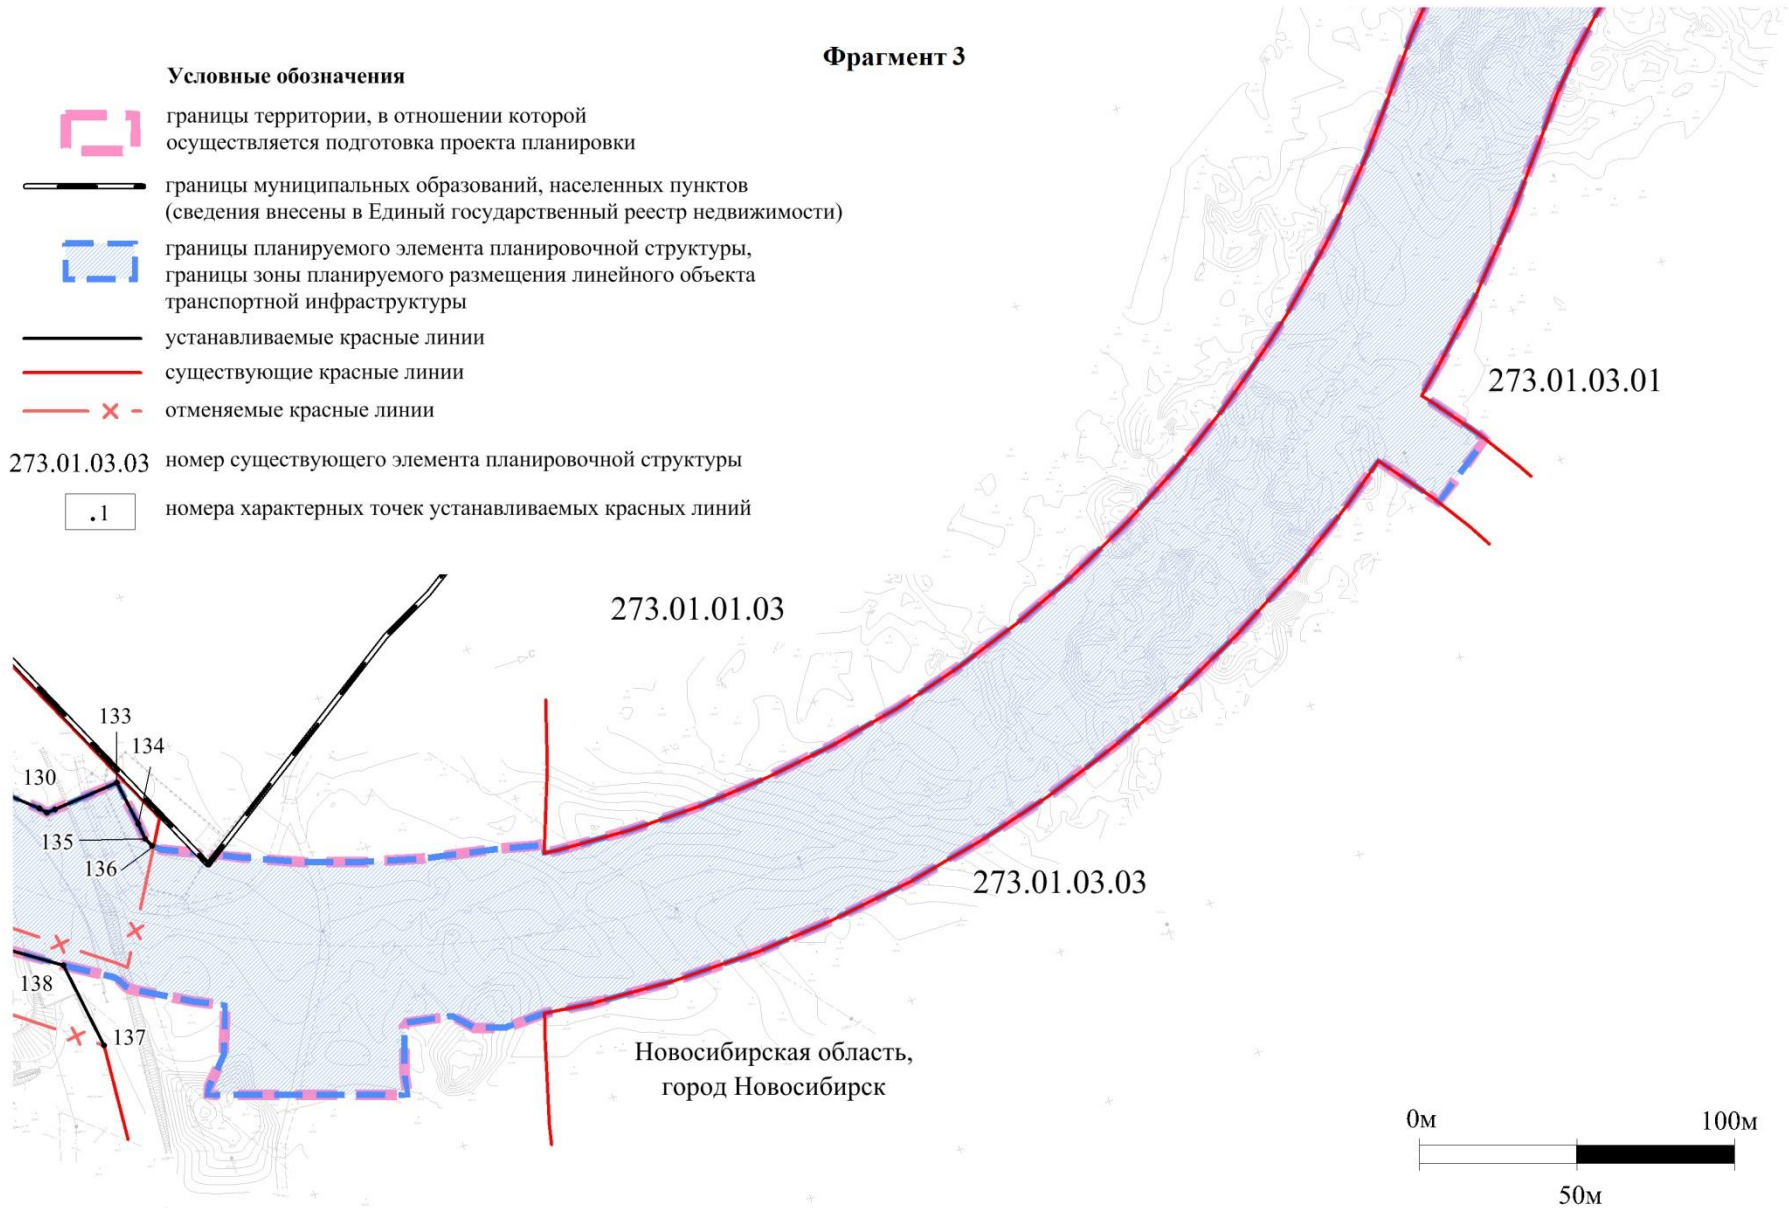 Фрагмент 3
Условные обозначения
границы территории, в отношении которой
осуществляется подготовка проекта планировки
границы муниципальных образований, населенных пунктов
(сведения внесены в Единый государственный реестр недвижимости)
границы планируемого элемента планировочной структуры,
границы зоны планируемого размещения линейного объекта
транспортной инфраструктуры
устанавливаемые красные линии
существующие красные линии
отменяемые красные линии
273.01.03.03 номер существующего элемента планировочной структуры
.1 номера характерных точек устанавливаемых красных линий
273.01.03.01
273.01.01.03
С
133
134
130
135
136
138
137
273.01.03.03
Новосибирская область,
город Новосибирск
0м 100м
50м